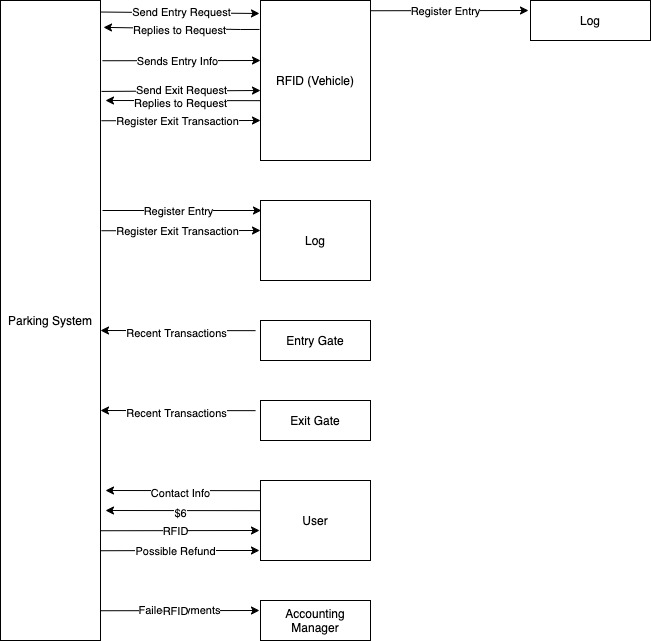 Send Entry Request
Register Entry
Log
Replies to Request
Sends Entry Info
RFID (Vehicle)
Send Exit Request
Replies to Request
Register Exit Transaction
Register Entry
Register Exit Transaction
Log
Parking System
Recent Transactions
Entry Gate
Recent Transactions
Exit Gate
Contact Info
$6
User
RFID
Possible Refund
RFID
Accounting
Manager